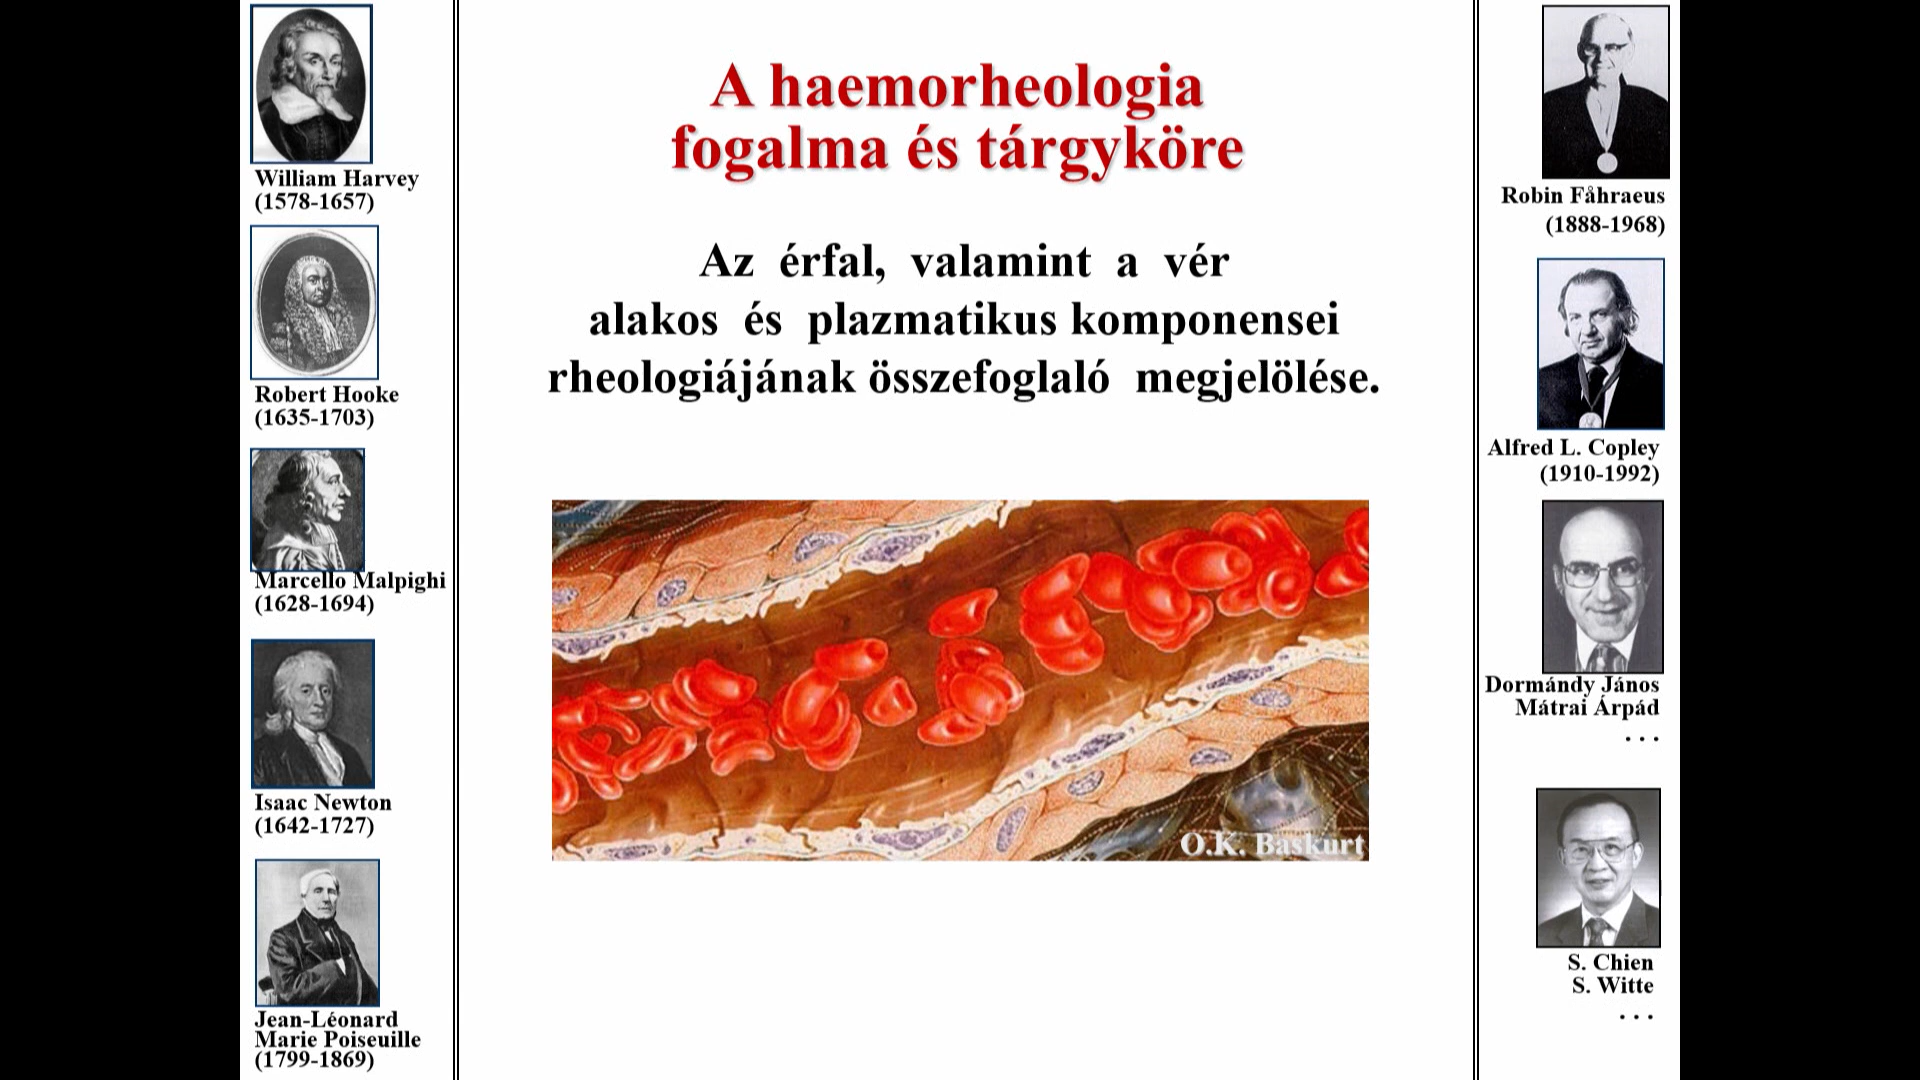 William Harvey
(1578-1657)
Robert Hooke
(1635-1703)
Marcello Malpighi
(1628-1694)
Isaac Newton
(1642-1727)
Jean-Léonard
Marie Poiseuille
(1799-1869)
A haemorheologia
fogalma és tárgyköre
Az érfal, valamint a vér
alakos és plazmatikus komponensei
rheologiájának összefoglaló megjelölése.
O.K. Baskurt
Robin Fåhraeus
(1888-1968)
Alfred L. Copley
(1910-1992)
Dormándy János
Mátrai Árpád
. . .
S. Chien
S. Witte
. . .